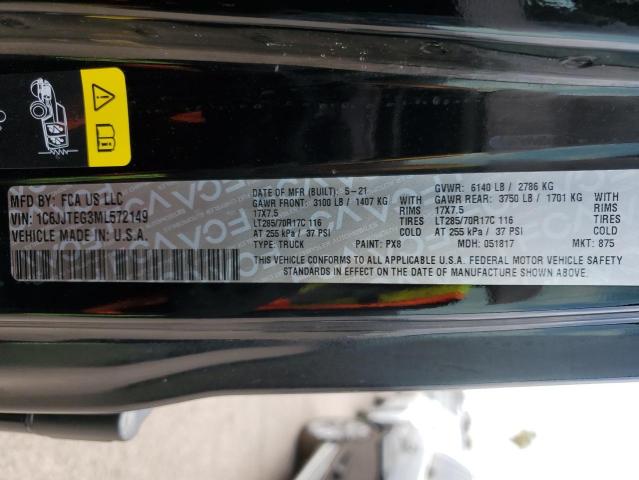 MFD BY: FCA US LLC
VIN: 1C6JJTEG3ML572149
VEHICLE MADE IN: U.S.A.
DATE OF MFR (BUILT): 5-21
GAWR FRONT: 3100 LB / 1407 KG
17X7.5 WITH RIMS
LT285/70R17C 116 TIRES
AT 255 kPa / 37 PSI
TYPE: TRUCK PAINT: PX8
GVWR: 6140 LB / 2786 KG
GAWR REAR: 3750 LB / 1701 KG
17X7.5 WITH RIMS
LT285/70R17C 116 TIRES
AT 255 kPa / 37 PSI
MDH: 051817 MKT: 875
THIS VEHICLE CONFORMS TO ALL APPLICABLE U.S.A. FEDERAL MOTOR VEHICLE SAFETY
STANDARDS IN EFFECT ON THE DATE OF MANUFACTURE SHOWN ABOVE.